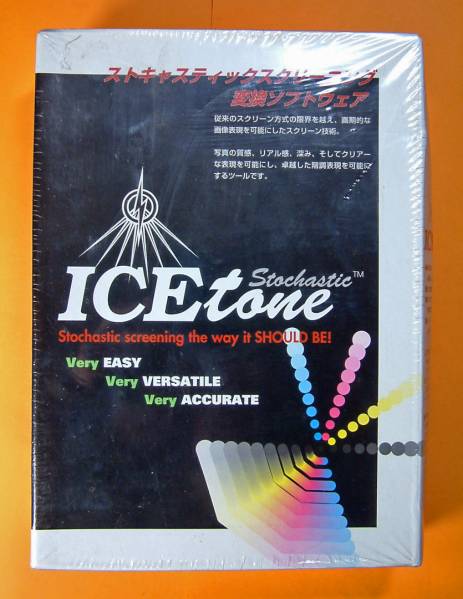 ストキャスティックスクリーニング
変換ソフトウェア
従来のスクリーン方式の限界を越え、画期的な
画像表現を可能にしたスクリーン技術。
写真の質感、リアル感、深み、そしてクリアー
な表現を可能にし、卓越した階調表現を可能に
するツールです。
Stochastic™
ICEtone
Stochastic screening the way it SHOULD BE!
Very EASY
Very VERSATILE
Very ACCURATE